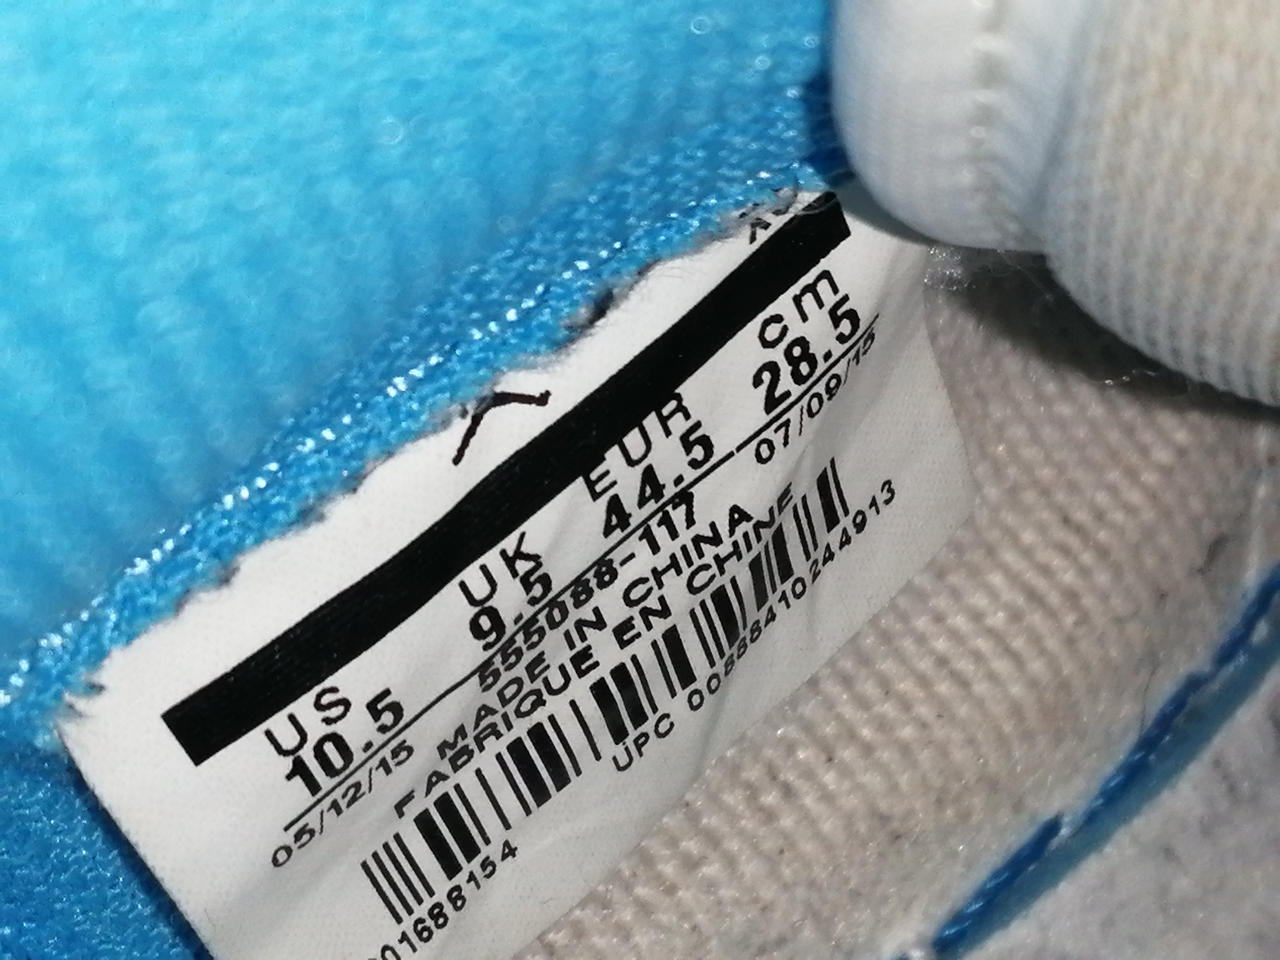 US UK EUR cm
10.5 9.5 44.5 28.5
05/12/15 555088-117 07/09/15
MADE IN CHINA
FABRIQUE EN CHINE
UPC 00888410244913
01688154